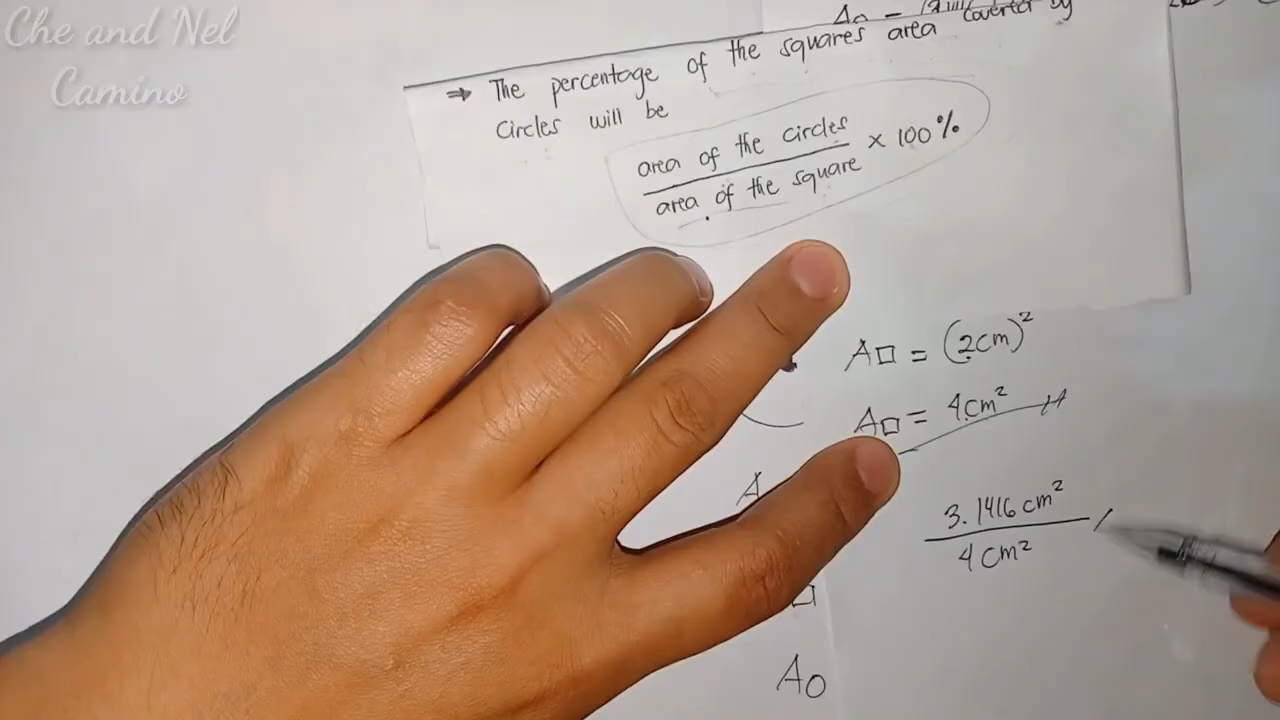 Che and Nel
Camino
⇒ The percentage of the squares area covered by
circles will be
area of the circles
area of the square
× 100%
A□ = (2cm)²
A□ = 4cm²
A
3.1416 cm²
4 cm²
A○